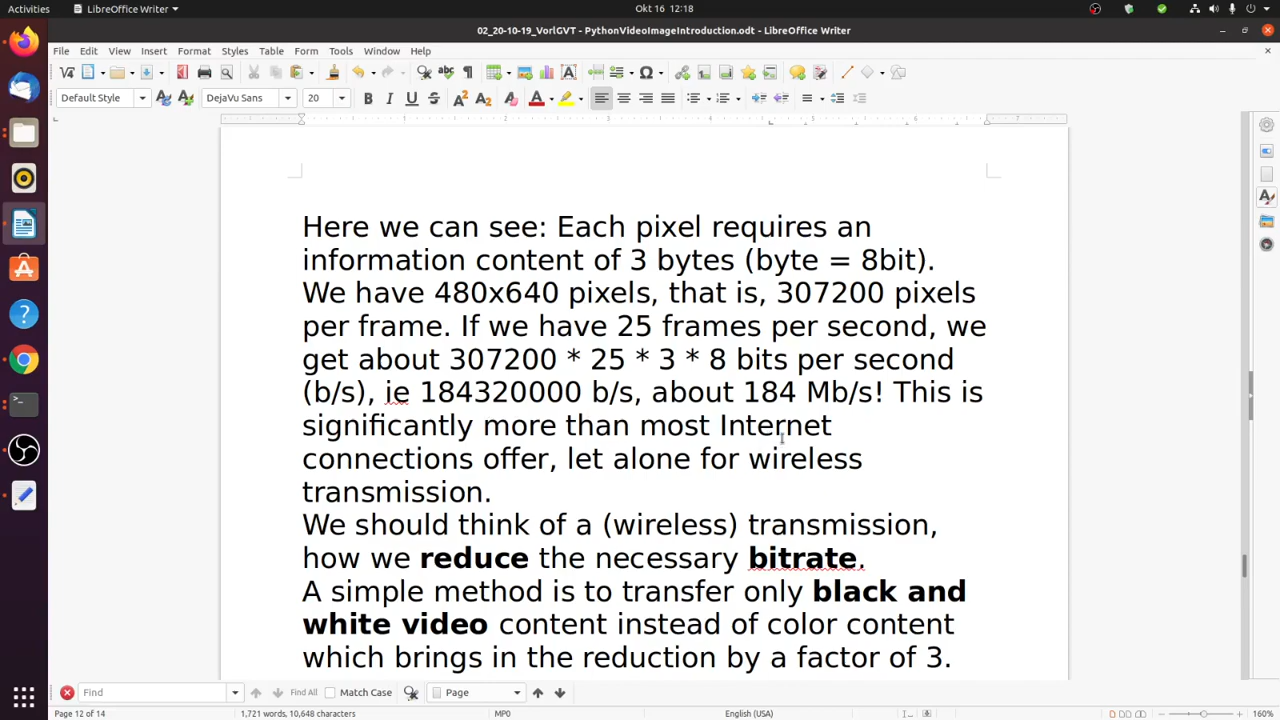 Activities
LibreOffice Writer
Okt 16 12:18
02_20-10-19_VorlGVT - PythonVideoImageIntroduction.odt - LibreOffice Writer
File Edit View Insert Format Styles Table Form Tools Window Help
Default Style DejaVu Sans 20
Here we can see: Each pixel requires an
information content of 3 bytes (byte = 8bit).
We have 480x640 pixels, that is, 307200 pixels
per frame. If we have 25 frames per second, we
get about 307200 * 25 * 3 * 8 bits per second
(b/s), ie 184320000 b/s, about 184 Mb/s! This is
significantly more than most Internet
connections offer, let alone for wireless
transmission.
We should think of a (wireless) transmission,
how we reduce the necessary bitrate.
A simple method is to transfer only black and
white video content instead of color content
which brings in the reduction by a factor of 3.
Find Find All Match Case Page
Page 12 of 14 1,721 words, 10,648 characters MP0 English (USA) 160%